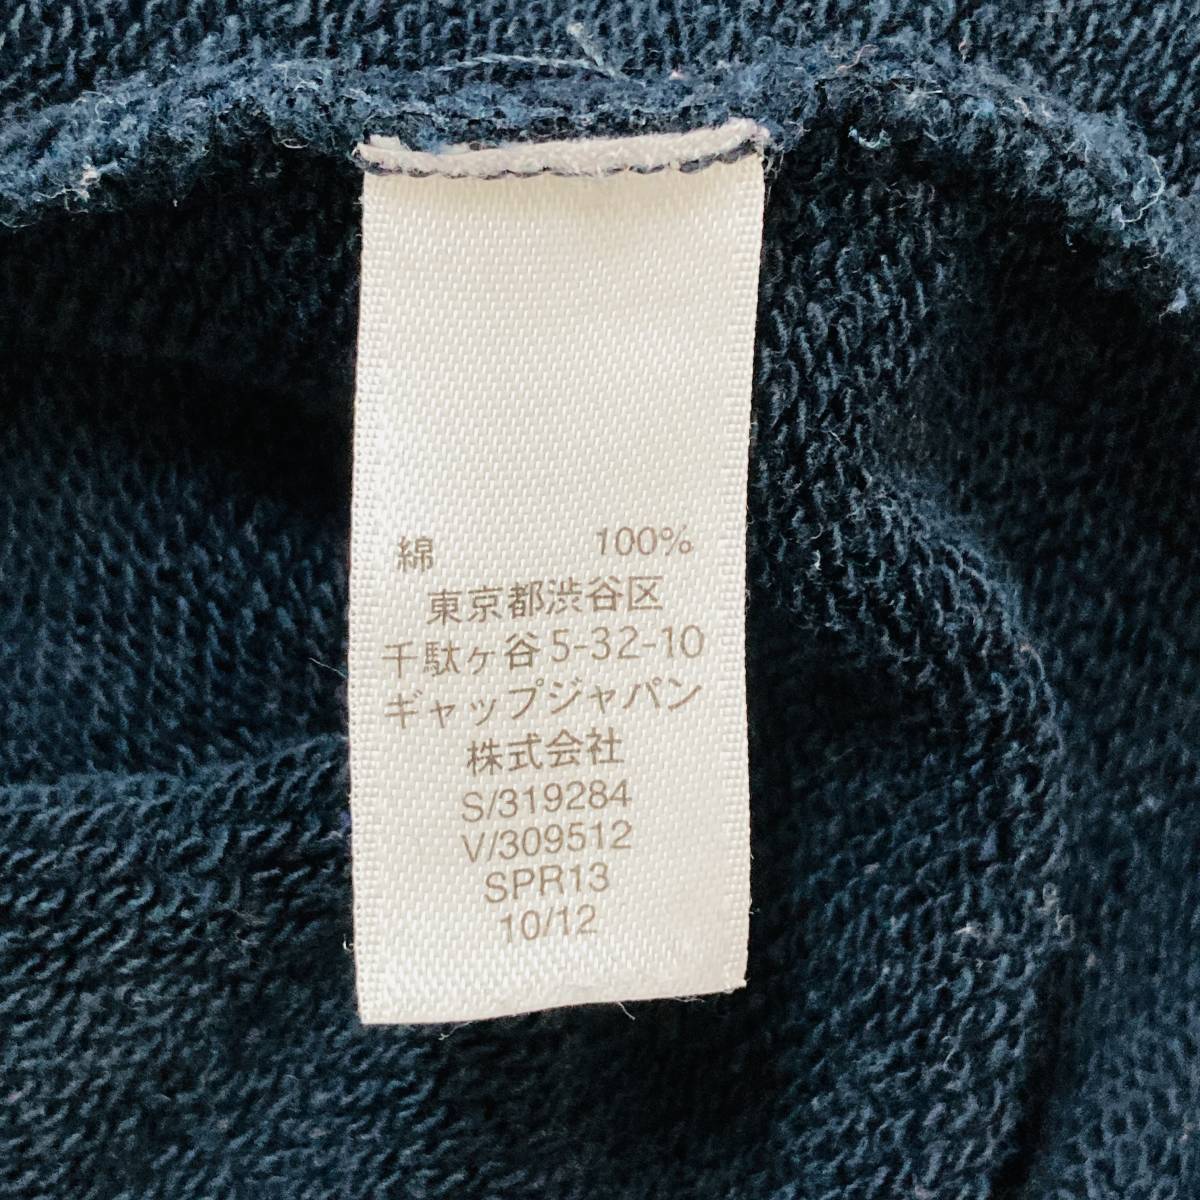 綿 100%
東京都渋谷区
千駄ヶ谷5-32-10
ギャップジャパン
株式会社
S/319284
V/309512
SPR13
10/12